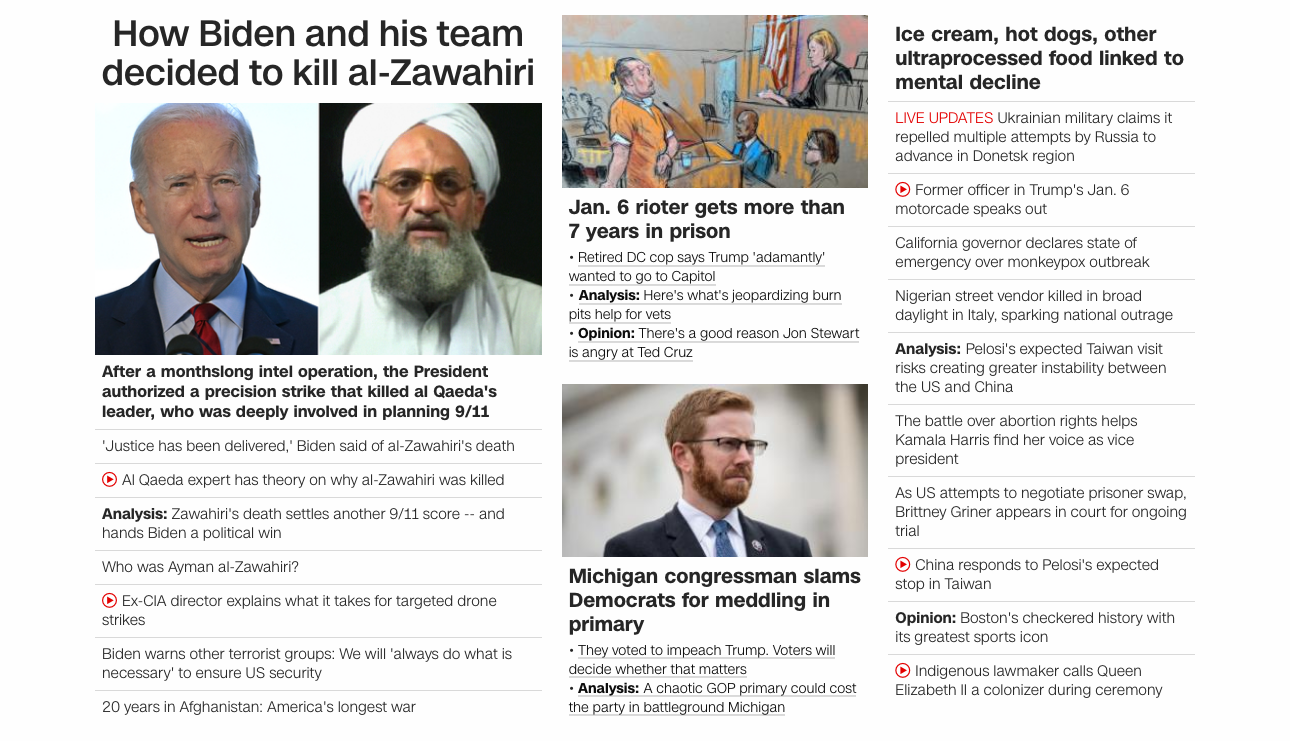 How Biden and his team
decided to kill al-Zawahiri
After a monthslong intel operation, the President
authorized a precision strike that killed al Qaeda's
leader, who was deeply involved in planning 9/11
'Justice has been delivered,' Biden said of al-Zawahiri's death
Al Qaeda expert has theory on why al-Zawahiri was killed
Analysis: Zawahiri's death settles another 9/11 score -- and
hands Biden a political win
Who was Ayman al-Zawahiri?
Ex-CIA director explains what it takes for targeted drone
strikes
Biden warns other terrorist groups: We will 'always do what is
necessary' to ensure US security
20 years in Afghanistan: America's longest war
Jan. 6 rioter gets more than
7 years in prison
• Retired DC cop says Trump 'adamantly'
wanted to go to Capitol
• Analysis: Here's what's jeopardizing burn
pits help for vets
• Opinion: There's a good reason Jon Stewart
is angry at Ted Cruz
Michigan congressman slams
Democrats for meddling in
primary
• They voted to impeach Trump. Voters will
decide whether that matters
• Analysis: A chaotic GOP primary could cost
the party in battleground Michigan
Ice cream, hot dogs, other
ultraprocessed food linked to
mental decline
LIVE UPDATES Ukrainian military claims it
repelled multiple attempts by Russia to
advance in Donetsk region
Former officer in Trump's Jan. 6
motorcade speaks out
California governor declares state of
emergency over monkeypox outbreak
Nigerian street vendor killed in broad
daylight in Italy, sparking national outrage
Analysis: Pelosi's expected Taiwan visit
risks creating greater instability between
the US and China
The battle over abortion rights helps
Kamala Harris find her voice as vice
president
As US attempts to negotiate prisoner swap,
Brittney Griner appears in court for ongoing
trial
China responds to Pelosi's expected
stop in Taiwan
Opinion: Boston's checkered history with
its greatest sports icon
Indigenous lawmaker calls Queen
Elizabeth II a colonizer during ceremony